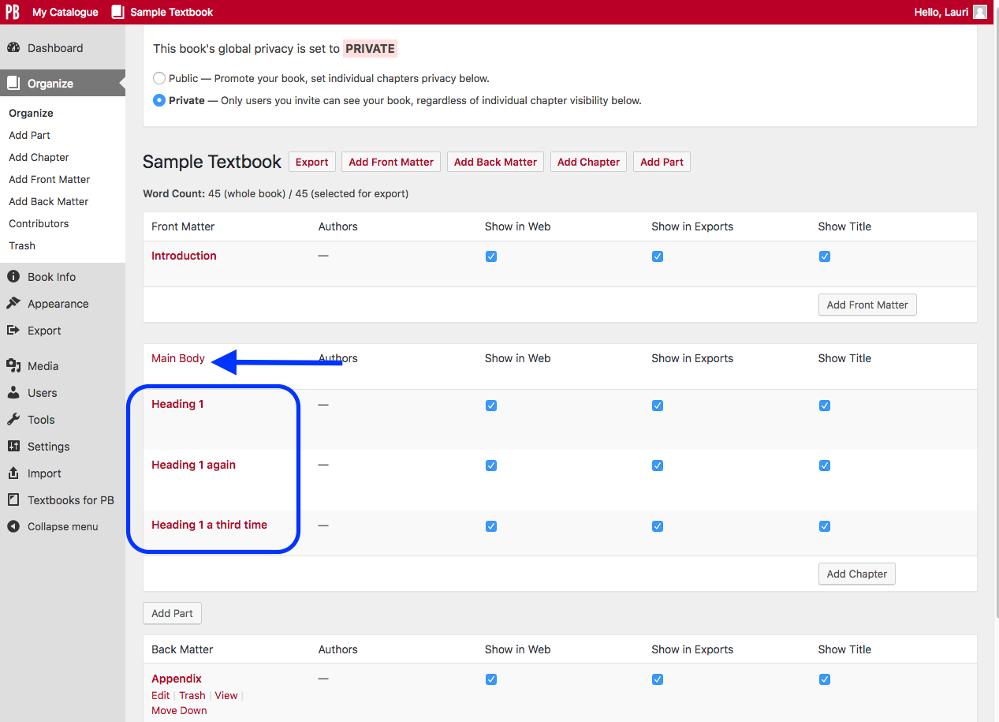 PB My Catalogue Sample Textbook Hello, Lauri
Dashboard
Organize
Organize
Add Part
Add Chapter
Add Front Matter
Add Back Matter
Contributors
Trash
Book Info
Appearance
Export
Media
Users
Tools
Settings
Import
Textbooks for PB
Collapse menu
This book's global privacy is set to PRIVATE
Public — Promote your book, set individual chapters privacy below.
Private — Only users you invite can see your book, regardless of individual chapter visibility below.
Sample Textbook Export Add Front Matter Add Back Matter Add Chapter Add Part
Word Count: 45 (whole book) / 45 (selected for export)
Front Matter Authors Show in Web Show in Exports Show Title
Introduction —
Add Front Matter
Main Body Authors Show in Web Show in Exports Show Title
Heading 1 —
Heading 1 again —
Heading 1 a third time —
Add Chapter
Add Part
Back Matter Authors Show in Web Show in Exports Show Title
Appendix —
Edit | Trash | View |
Move Down